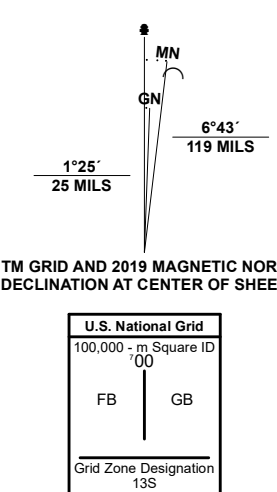 MN
GN
6°43´
119 MILS
1°25´
25 MILS
TM GRID AND 2019 MAGNETIC NOR
DECLINATION AT CENTER OF SHEE
U.S. National Grid
100,000 - m Square ID
⁷00
FB GB
Grid Zone Designation
13S